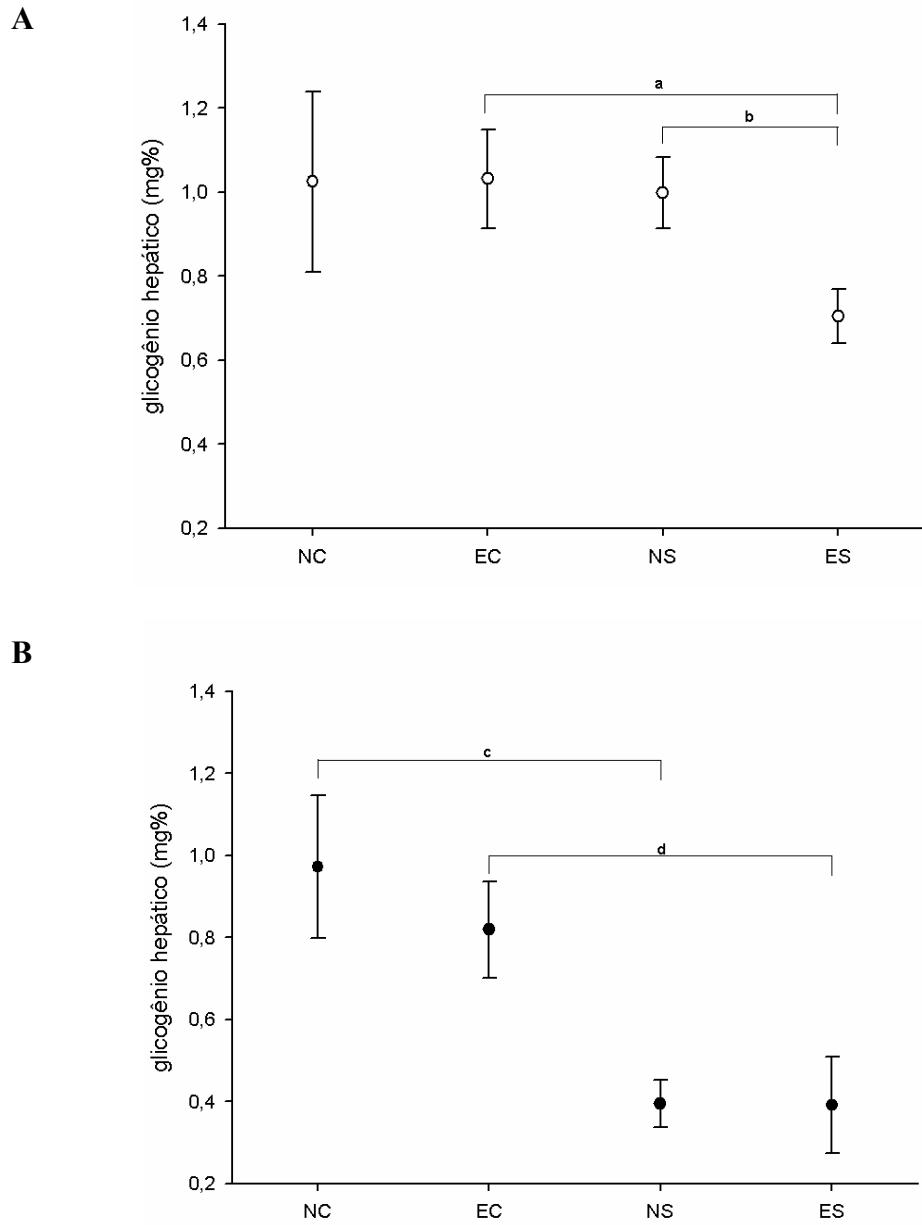 A
glicogênio hepático (mg%)
1,4
1,2
1,0
0,8
0,6
0,4
0,2
a
b
NC EC NS ES
B
glicogênio hepático (mg%)
1,4
1,2
1,0
0,8
0,6
0,4
0,2
c
d
NC EC NS ES